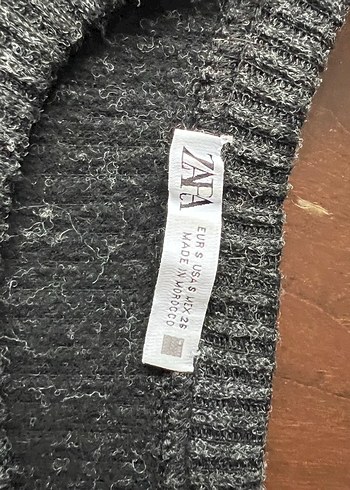 ZARA
EUR S USA S MEX 26
MADE IN MOROCCO